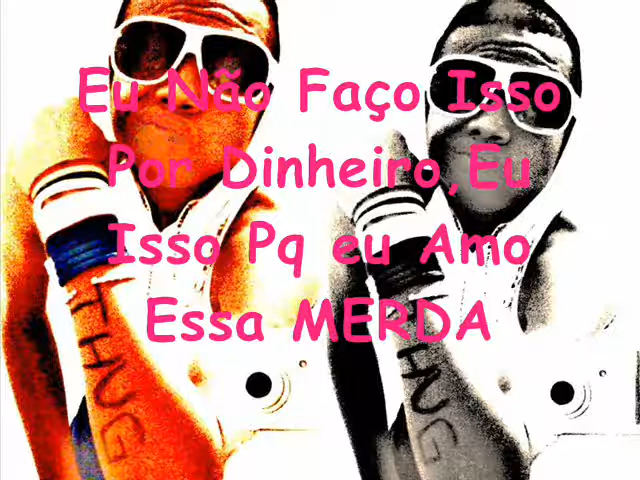 Eu Não Faço Isso
Por Dinheiro,Eu
Isso Pq eu Amo
Essa MERDA
THUG
THUG